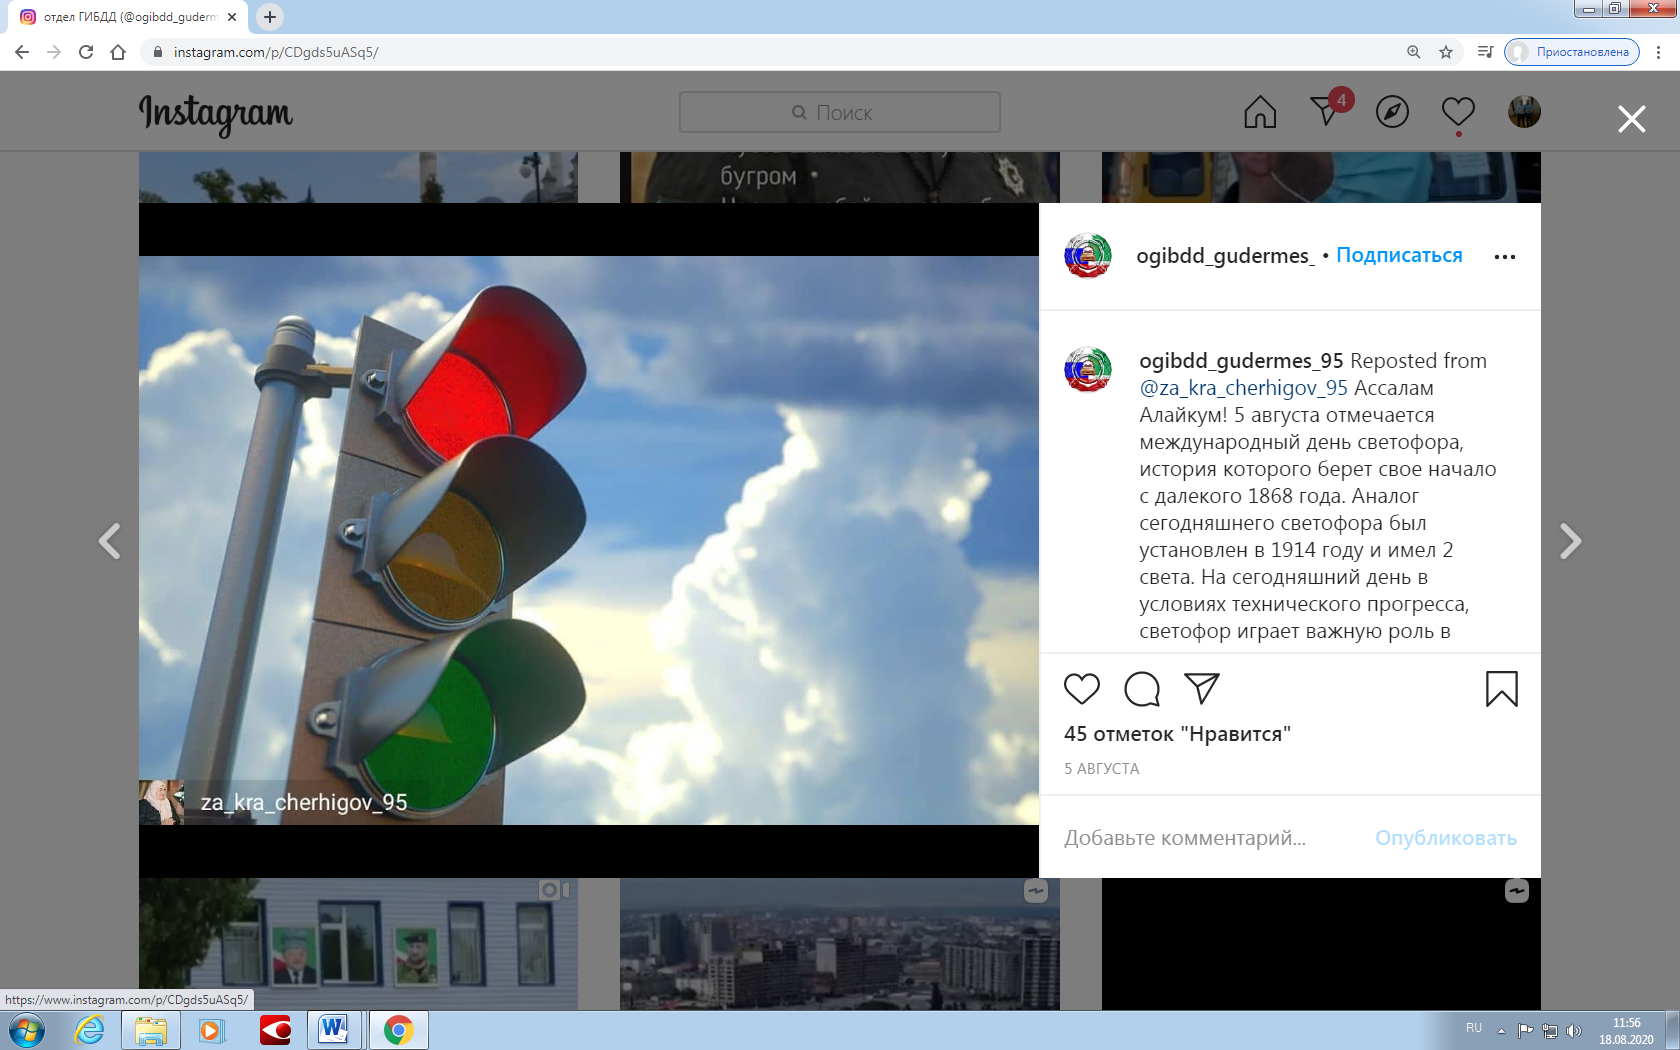 отдел ГИБДД (@ogibdd_guderm
instagram.com/p/CDgds5uASq5/
Приостановлена
Instagram
Поиск
4
бугром •
ogibdd_gudermes_ • Подписаться
ogibdd_gudermes_95 Reposted from
@za_kra_cherhigov_95 Ассалам
Алайкум! 5 августа отмечается
международный день светофора,
история которого берет свое начало
с далекого 1868 года. Аналог
сегодняшнего светофора был
установлен в 1914 году и имел 2
света. На сегодняшний день в
условиях технического прогресса,
светофор играет важную роль в
45 отметок "Нравится"
5 АВГУСТА
za_kra_cherhigov_95
Добавьте комментарий... Опубликовать
https://www.instagram.com/p/CDgds5uASq5/
RU
11:56
18.08.2020